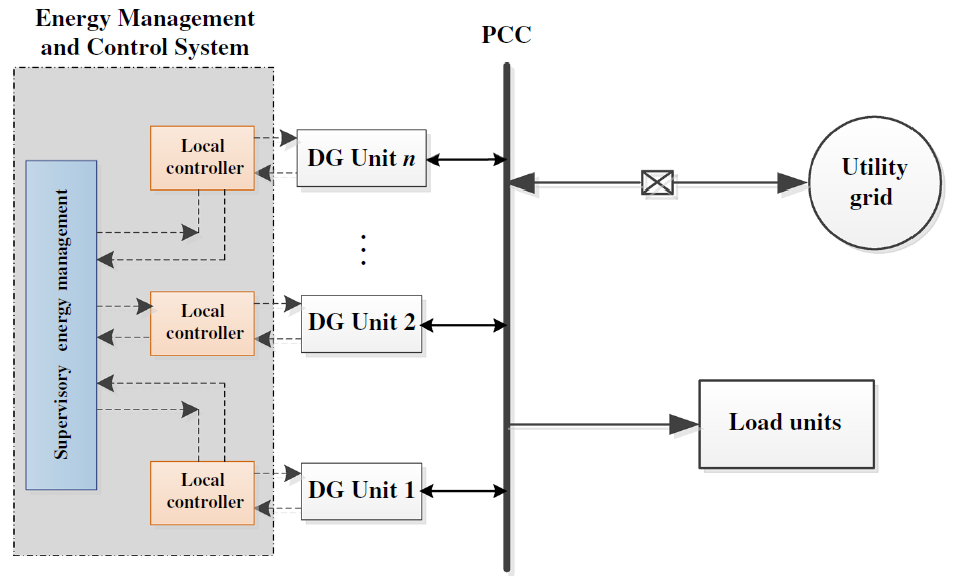 Energy Management
and Control System
PCC
Local
controller
DG Unit n
Utility
grid
Supervisory energy management
Local
controller
DG Unit 2
Load units
Local
controller
DG Unit 1